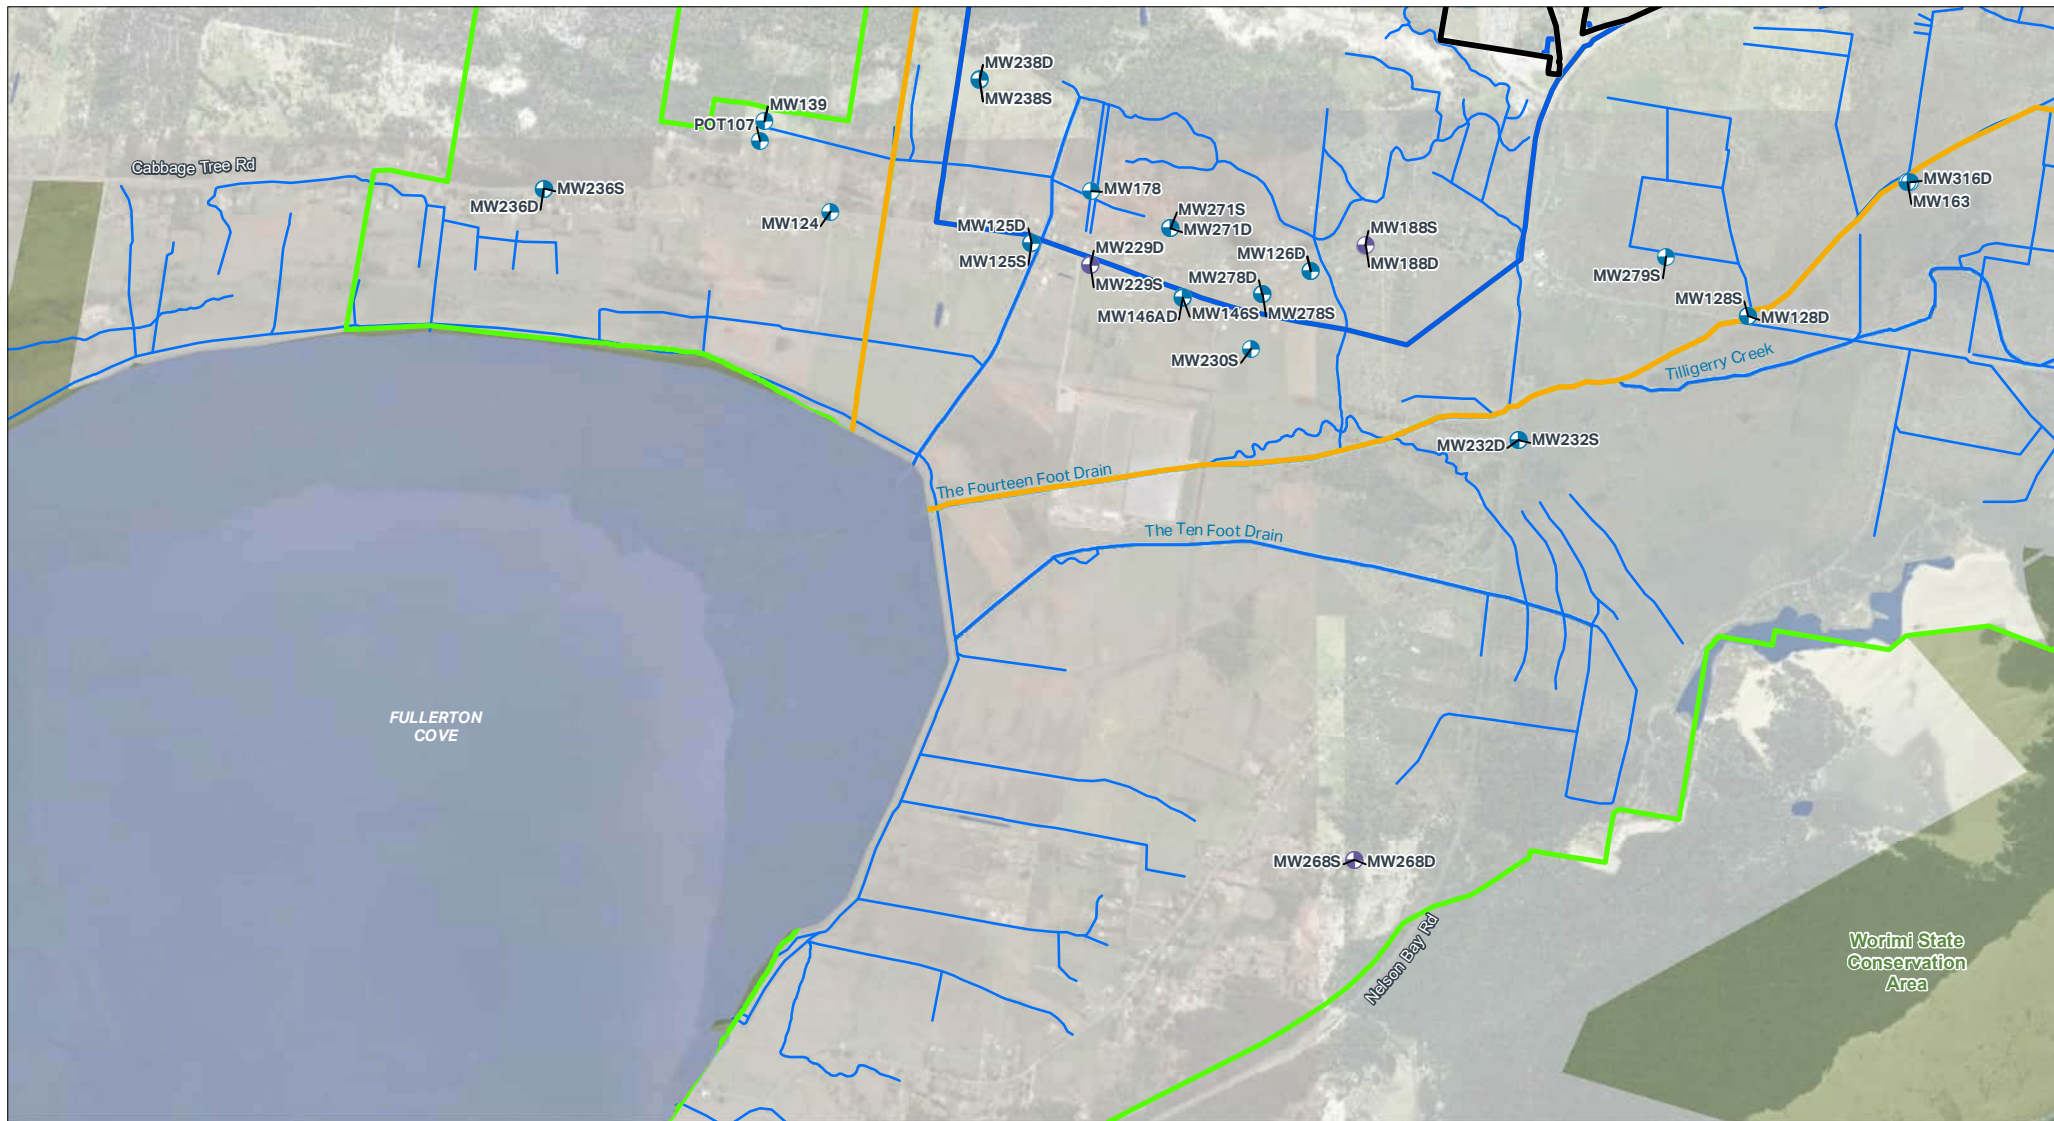 MW238D
MW238S
MW139
POT107
Cabbage Tree Rd
MW236S
MW236D
MW124
MW178
MW316D
MW163
MW271S
MW271D
MW125D
MW125S
MW229D
MW229S
MW126D
MW188S
MW188D
MW278D
MW278S
MW146AD
MW146S
MW279S
MW128S
MW128D
MW230S
Tilligerry Creek
MW232D
MW232S
The Fourteen Foot Drain
The Ten Foot Drain
FULLERTON
COVE
MW268S
MW268D
Nelson Bay Rd
Worimi State
Conservation
Area